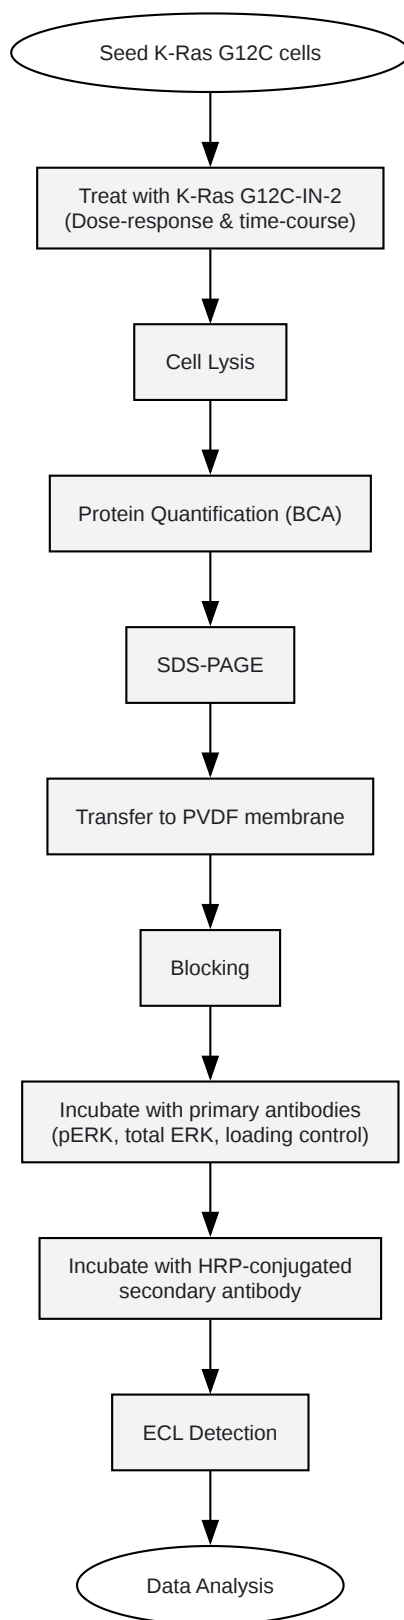 Seed K-Ras G12C cells
Treat with K-Ras G12C-IN-2
(Dose-response & time-course)
Cell Lysis
Protein Quantification (BCA)
SDS-PAGE
Transfer to PVDF membrane
Blocking
Incubate with primary antibodies
(pERK, total ERK, loading control)
Incubate with HRP-conjugated
secondary antibody
ECL Detection
Data Analysis